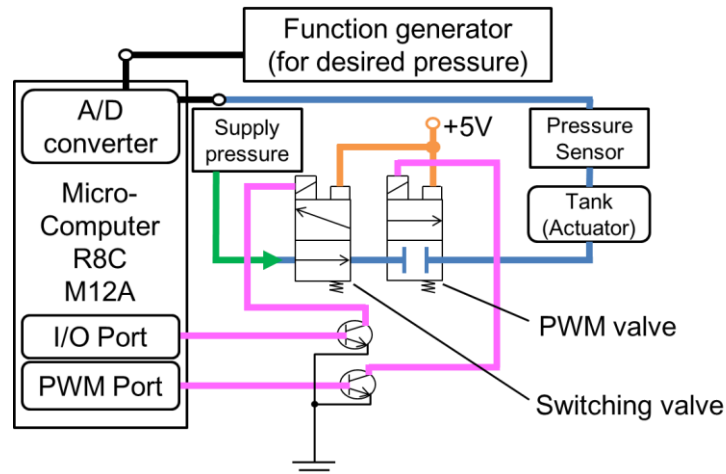 Function generator
(for desired pressure)
A/D
converter
Supply
pressure
+5V
Pressure
Sensor
Micro-
Computer
R8C
M12A
Tank
(Actuator)
I/O Port
PWM valve
PWM Port
Switching valve